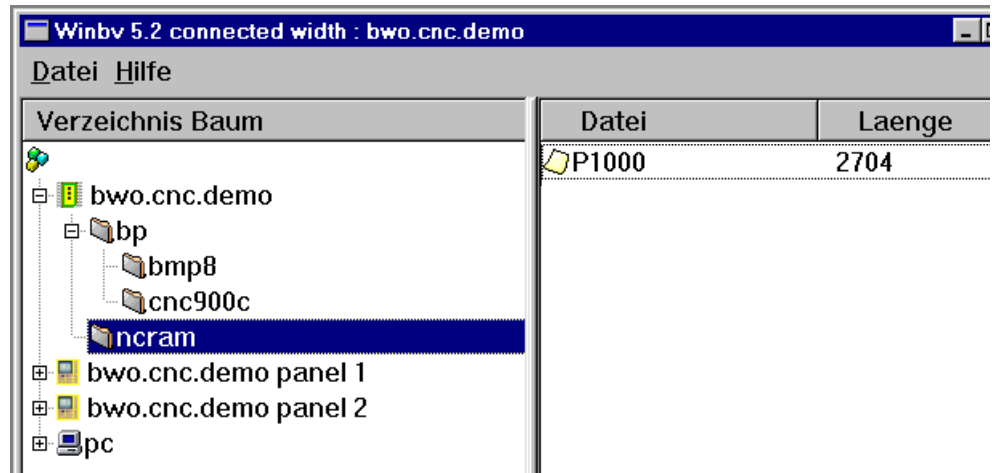 Winbv 5.2 connected width : bwo.cnc.demo
Datei Hilfe
Verzeichnis Baum
bwo.cnc.demo
bp
bmp8
cnc900c
ncram
bwo.cnc.demo panel 1
bwo.cnc.demo panel 2
pc
Datei Laenge
P1000 2704